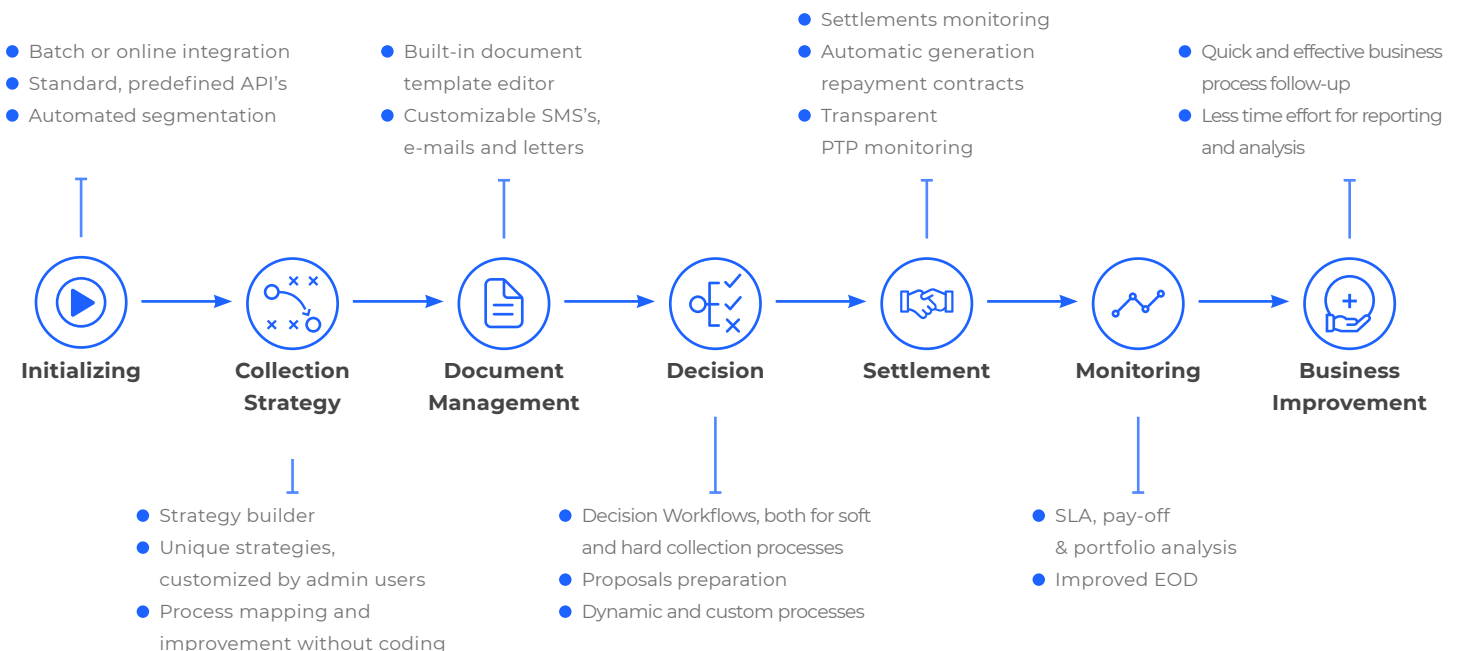 Batch or online integration
Standard, predefined API's
Automated segmentation
Built-in document
template editor
Customizable SMS's,
e-mails and letters
Settlements monitoring
Automatic generation
repayment contracts
Transparent
PTP monitoring
Quick and effective business
process follow-up
Less time effort for reporting
and analysis
Initializing
Collection
Strategy
Document
Management
Decision
Settlement
Monitoring
Business
Improvement
Strategy builder
Unique strategies,
customized by admin users
Process mapping and
improvement without coding
Decision Workflows, both for soft
and hard collection processes
Proposals preparation
Dynamic and custom processes
SLA, pay-off
& portfolio analysis
Improved EOD